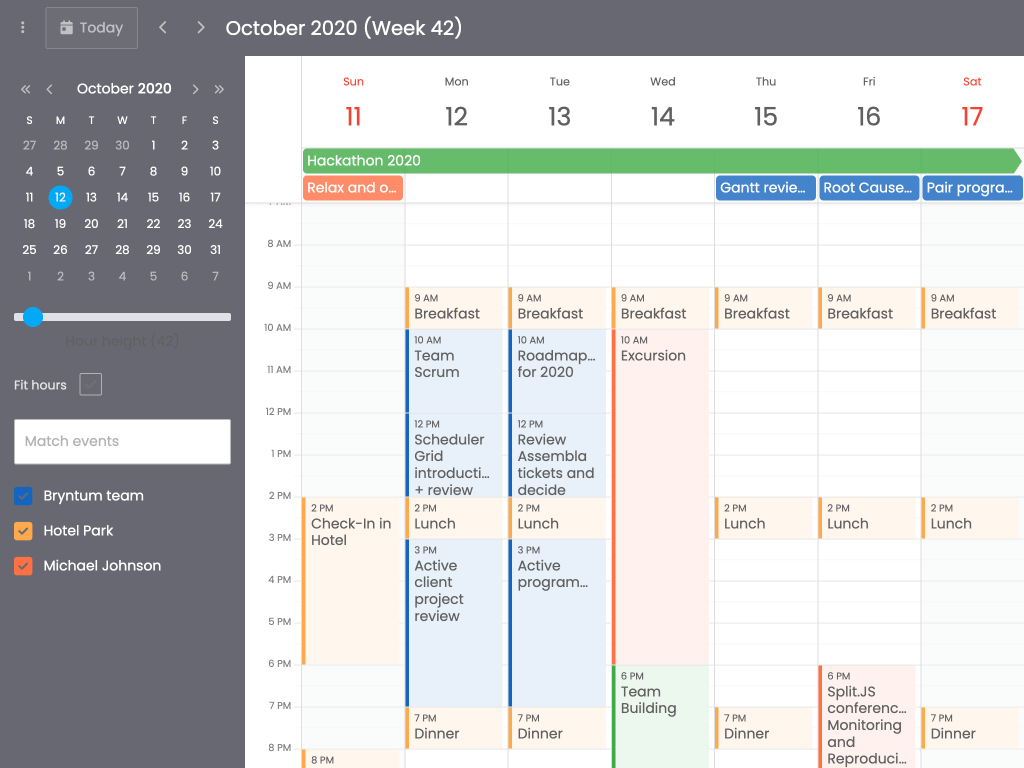 Today
October 2020 (Week 42)
October 2020
S M T W T F S
27 28 29 30 1 2 3
4 5 6 7 8 9 10
11 12 13 14 15 16 17
18 19 20 21 22 23 24
25 26 27 28 29 30 31
1 2 3 4 5 6 7
Hour height (42)
Fit hours
Match events
Bryntum team
Hotel Park
Michael Johnson
Sun Mon Tue Wed Thu Fri Sat
11 12 13 14 15 16 17
Hackathon 2020
Relax and o...
Gantt revie...
Root Cause...
Pair progra...
8 AM
9 AM
10 AM
11 AM
12 PM
1 PM
2 PM
3 PM
4 PM
5 PM
6 PM
7 PM
8 PM
2 PM
Check-In in
Hotel
8 PM
9 AM
Breakfast
10 AM
Team
Scrum
12 PM
Scheduler
Grid
introducti...
+ review
2 PM
Lunch
3 PM
Active
client
project
review
7 PM
Dinner
9 AM
Breakfast
10 AM
Roadmap...
for 2020
12 PM
Review
Assembla
tickets and
decide
2 PM
Lunch
3 PM
Active
program...
7 PM
Dinner
9 AM
Breakfast
10 AM
Excursion
6 PM
Team
Building
9 AM
Breakfast
2 PM
Lunch
7 PM
Dinner
9 AM
Breakfast
2 PM
Lunch
6 PM
Split.JS
conferenc...
Monitoring
and
Reproduci...
9 AM
Breakfast
2 PM
Lunch
7 PM
Dinner